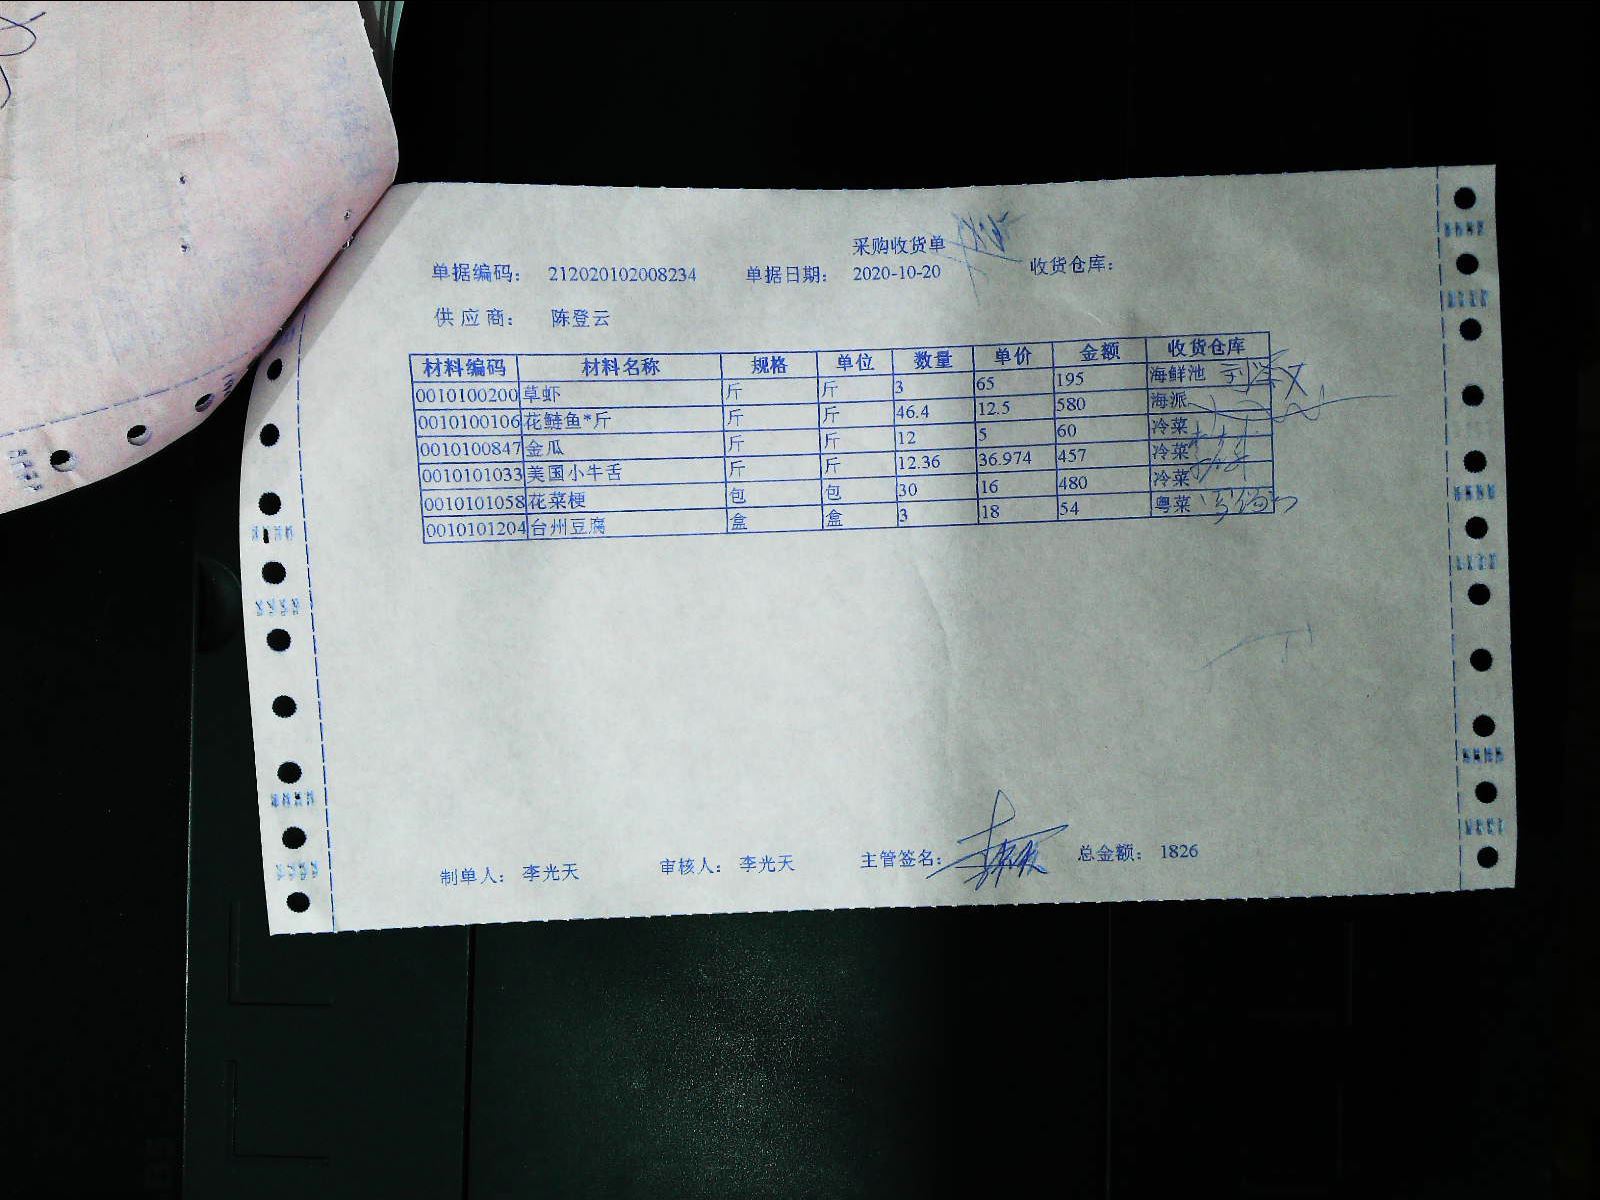 采购收货单
单据编码： 212020102008234 单据日期： 2020-10-20 收货仓库：
供应商： 陈登云
材料编码 材料名称 规格 单位 数量 单价 金额 收货仓库
0010100200 草虾 斤 斤 3 65 195 海鲜池
0010100106 花鲢鱼*斤 斤 斤 46.4 12.5 580 海派
0010100847 金瓜 斤 斤 12 5 60 冷菜
0010101033 美国小牛舌 斤 斤 12.36 36.974 457 冷菜
0010101058 花菜梗 包 包 30 16 480 冷菜
0010101204 台州豆腐 盒 盒 3 18 54 粤菜
制单人： 李光天 审核人： 李光天 主管签名： 总金额： 1826